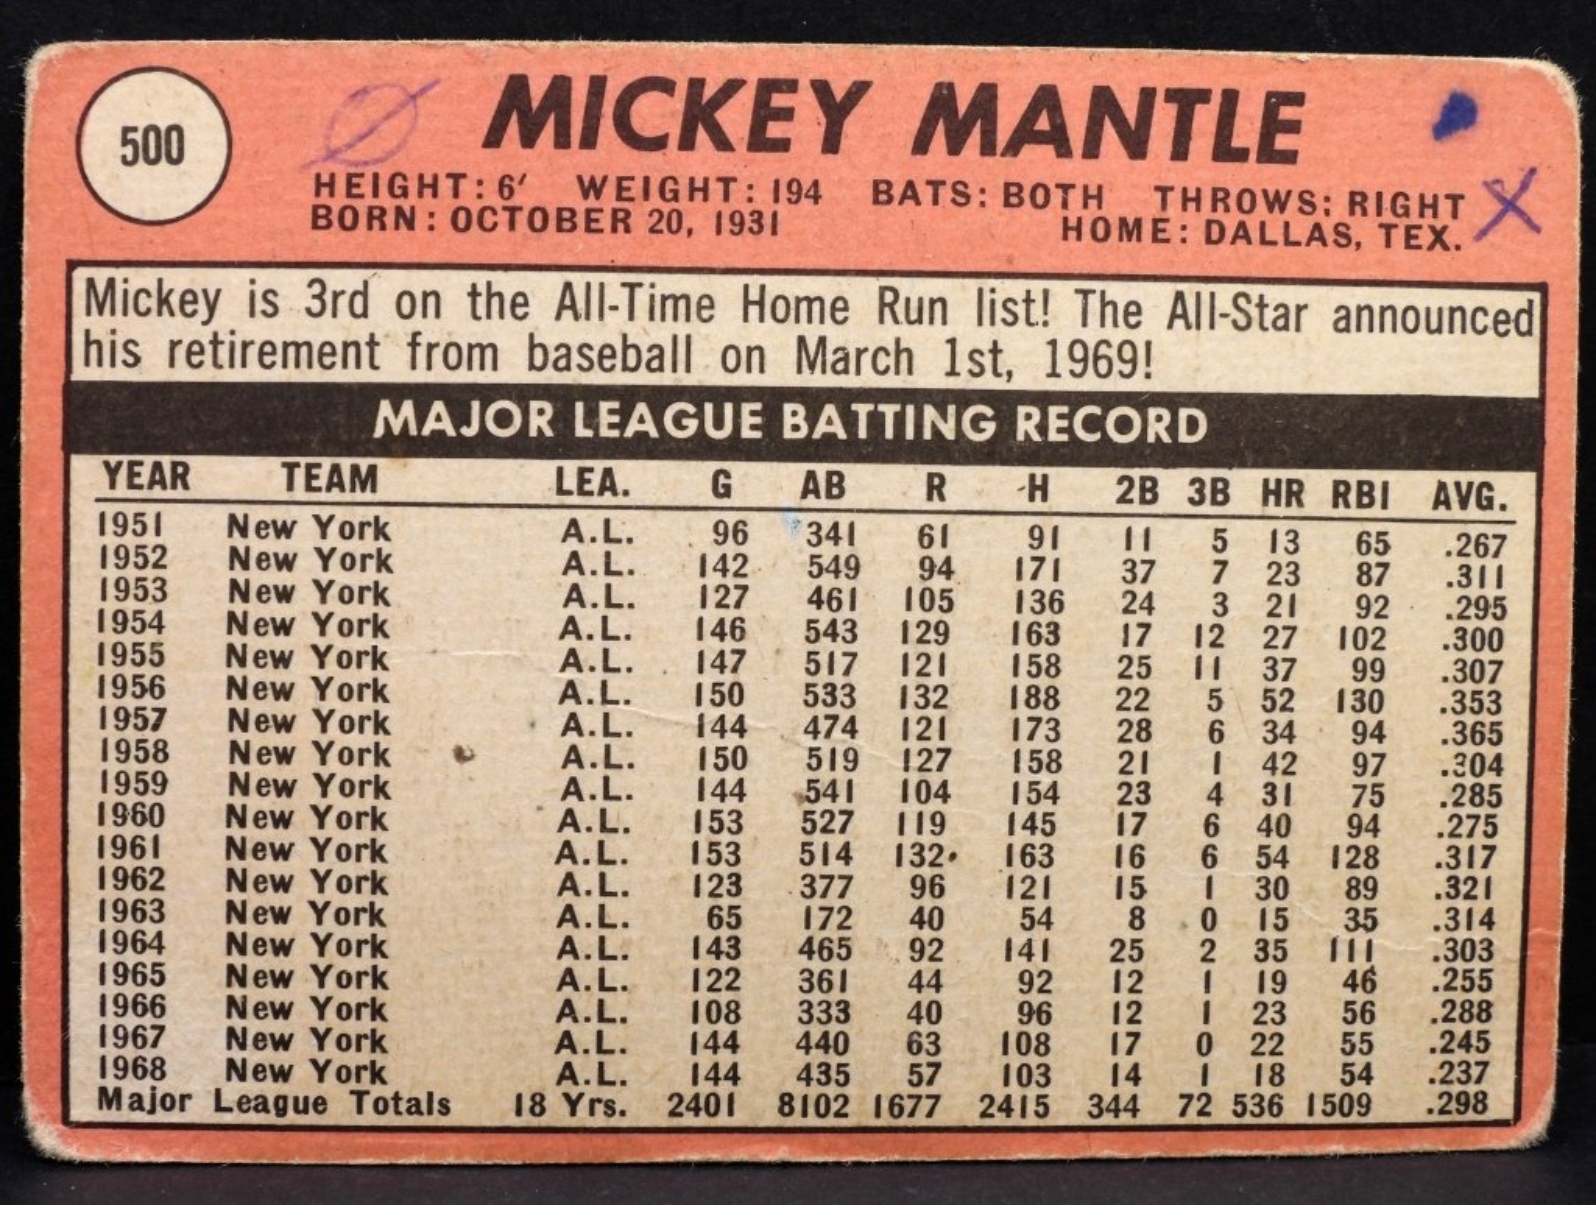 500
MICKEY MANTLE
HEIGHT: 6′ WEIGHT: 194 BATS: BOTH THROWS: RIGHT
BORN: OCTOBER 20, 1931 HOME: DALLAS, TEX.
X
Mickey is 3rd on the All-Time Home Run list! The All-Star announced
his retirement from baseball on March 1st, 1969!
MAJOR LEAGUE BATTING RECORD
YEAR TEAM LEA. G AB R H 2B 3B HR RBI AVG.
1951 New York A.L. 96 341 61 91 11 5 13 65 .267
1952 New York A.L. 142 549 94 171 37 7 23 87 .311
1953 New York A.L. 127 461 105 136 24 3 21 92 .295
1954 New York A.L. 146 543 129 163 17 12 27 102 .300
1955 New York A.L. 147 517 121 158 25 11 37 99 .307
1956 New York A.L. 150 533 132 188 22 5 52 130 .353
1957 New York A.L. 144 474 121 173 28 6 34 94 .365
1958 New York A.L. 150 519 127 158 21 1 42 97 .304
1959 New York A.L. 144 541 104 154 23 4 31 75 .285
1960 New York A.L. 153 527 119 145 17 6 40 94 .275
1961 New York A.L. 153 514 132 163 16 6 54 128 .317
1962 New York A.L. 123 377 96 121 15 1 30 89 .321
1963 New York A.L. 65 172 40 54 8 0 15 35 .314
1964 New York A.L. 143 465 92 141 25 2 35 111 .303
1965 New York A.L. 122 361 44 92 12 1 19 46 .255
1966 New York A.L. 108 333 40 96 12 1 23 56 .288
1967 New York A.L. 144 440 63 108 17 0 22 55 .245
1968 New York A.L. 144 435 57 103 14 1 18 54 .237
Major League Totals 18 Yrs. 2401 8102 1677 2415 344 72 536 1509 .298